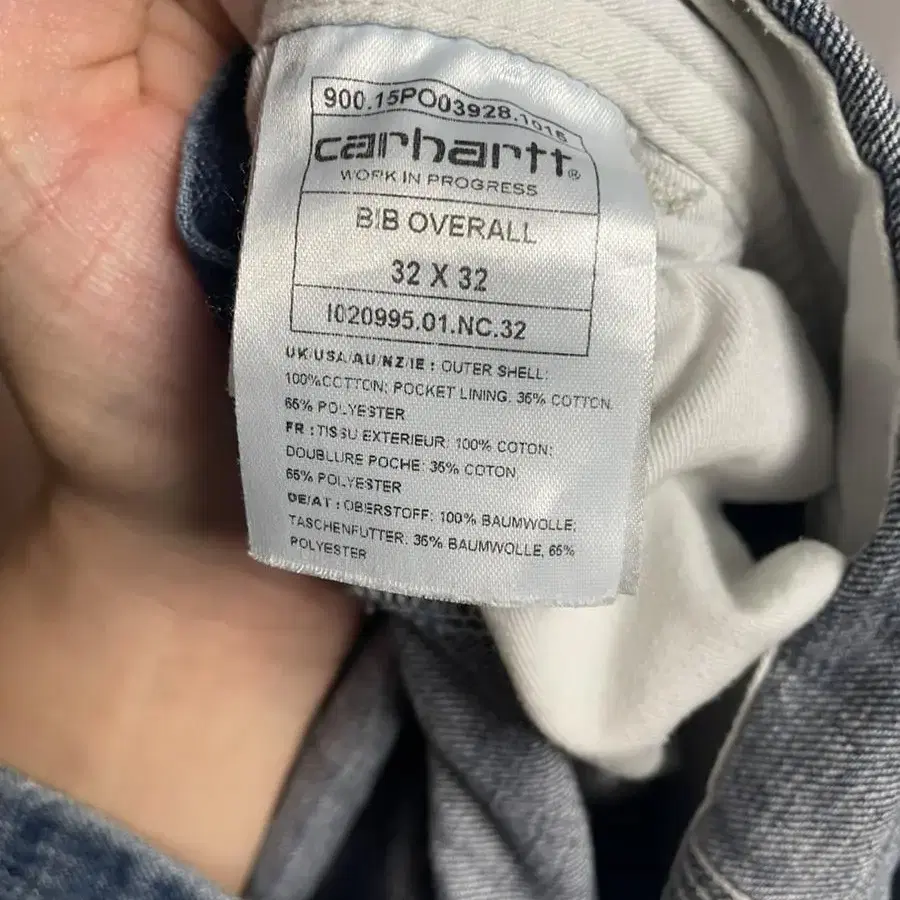 900.15PO03928.1015
carhartt®
WORK IN PROGRESS
BIB OVERALL
32 X 32
I020995.01.NC.32
UK/USA/AU/NZ/IE : OUTER SHELL:
100%COTTON; POCKET LINING: 35% COTTON,
65% POLYESTER
FR : TISSU EXTERIEUR: 100% COTON;
DOUBLURE POCHE: 35% COTON,
65% POLYESTER
DE/AT : OBERSTOFF: 100% BAUMWOLLE;
TASCHENFUTTER: 35% BAUMWOLLE, 65%
POLYESTER